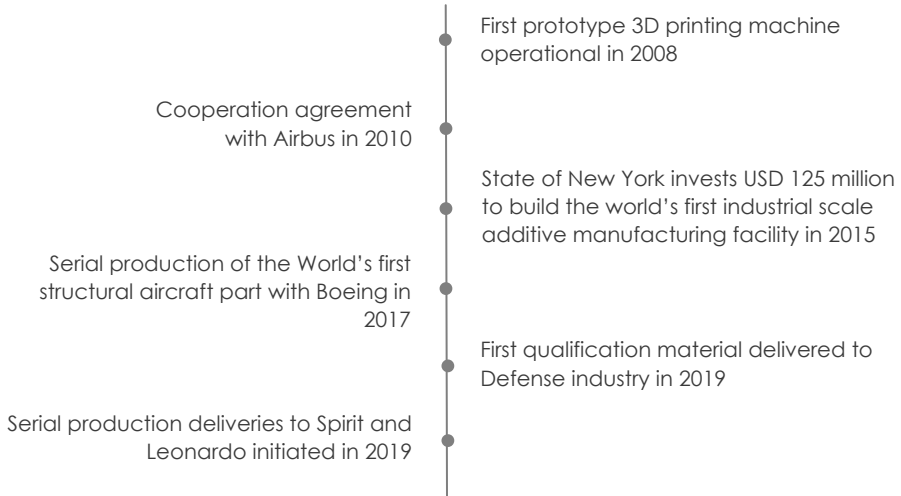 First prototype 3D printing machine
operational in 2008
Cooperation agreement
with Airbus in 2010
State of New York invests USD 125 million
to build the world's first industrial scale
additive manufacturing facility in 2015
Serial production of the World's first
structural aircraft part with Boeing in
2017
First qualification material delivered to
Defense industry in 2019
Serial production deliveries to Spirit and
Leonardo initiated in 2019